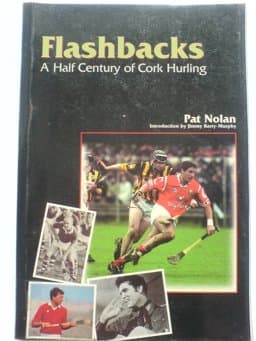 Flashbacks
A Half Century of Cork Hurling
Pat Nolan
Introduction by Jimmy Barry-Murphy